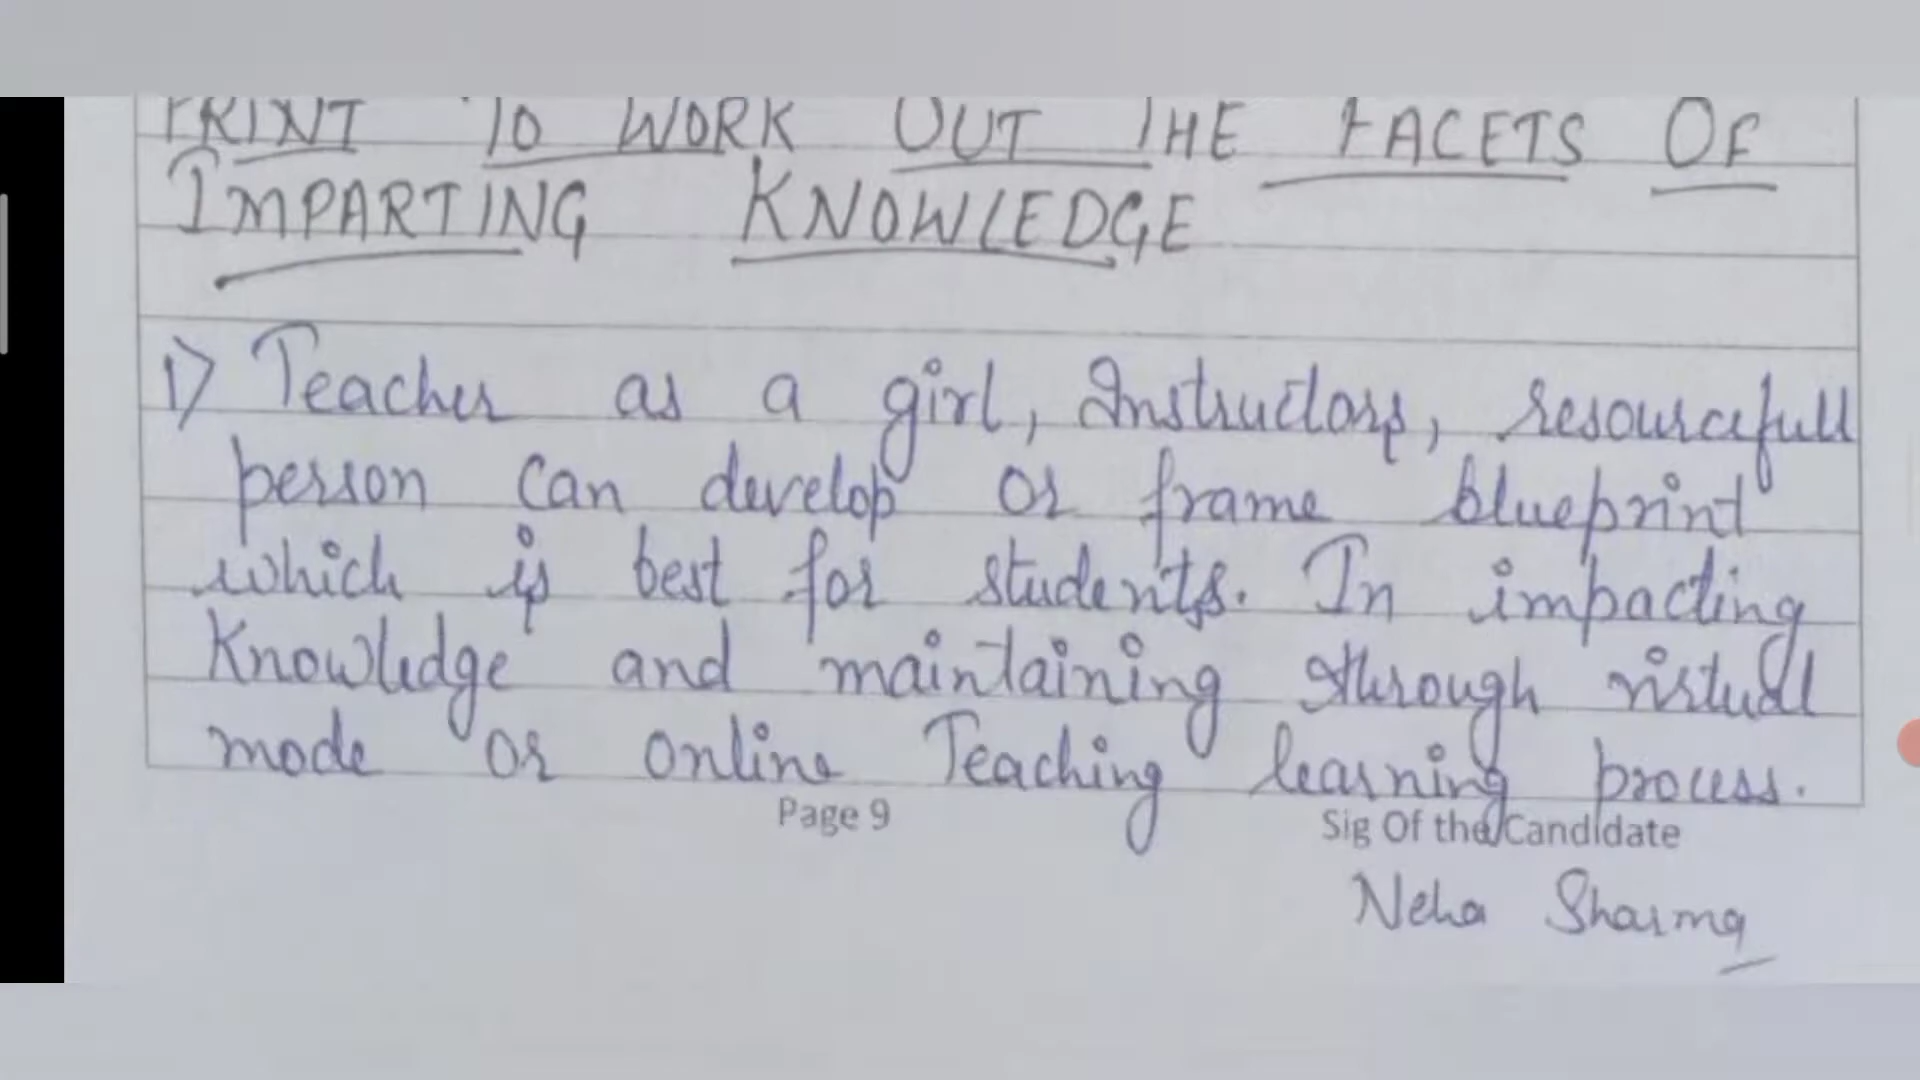 PRINT TO WORK OUT THE FACETS OF
IMPARTING KNOWLEDGE
1) Teacher as a girl, Instructors, resourcefull
person can develop or frame blueprint
which is best for students. In impacting
Knowledge and maintaining through virtual
mode or online Teaching learning process.
Page 9
Sig Of the Candidate
Neha Sharma